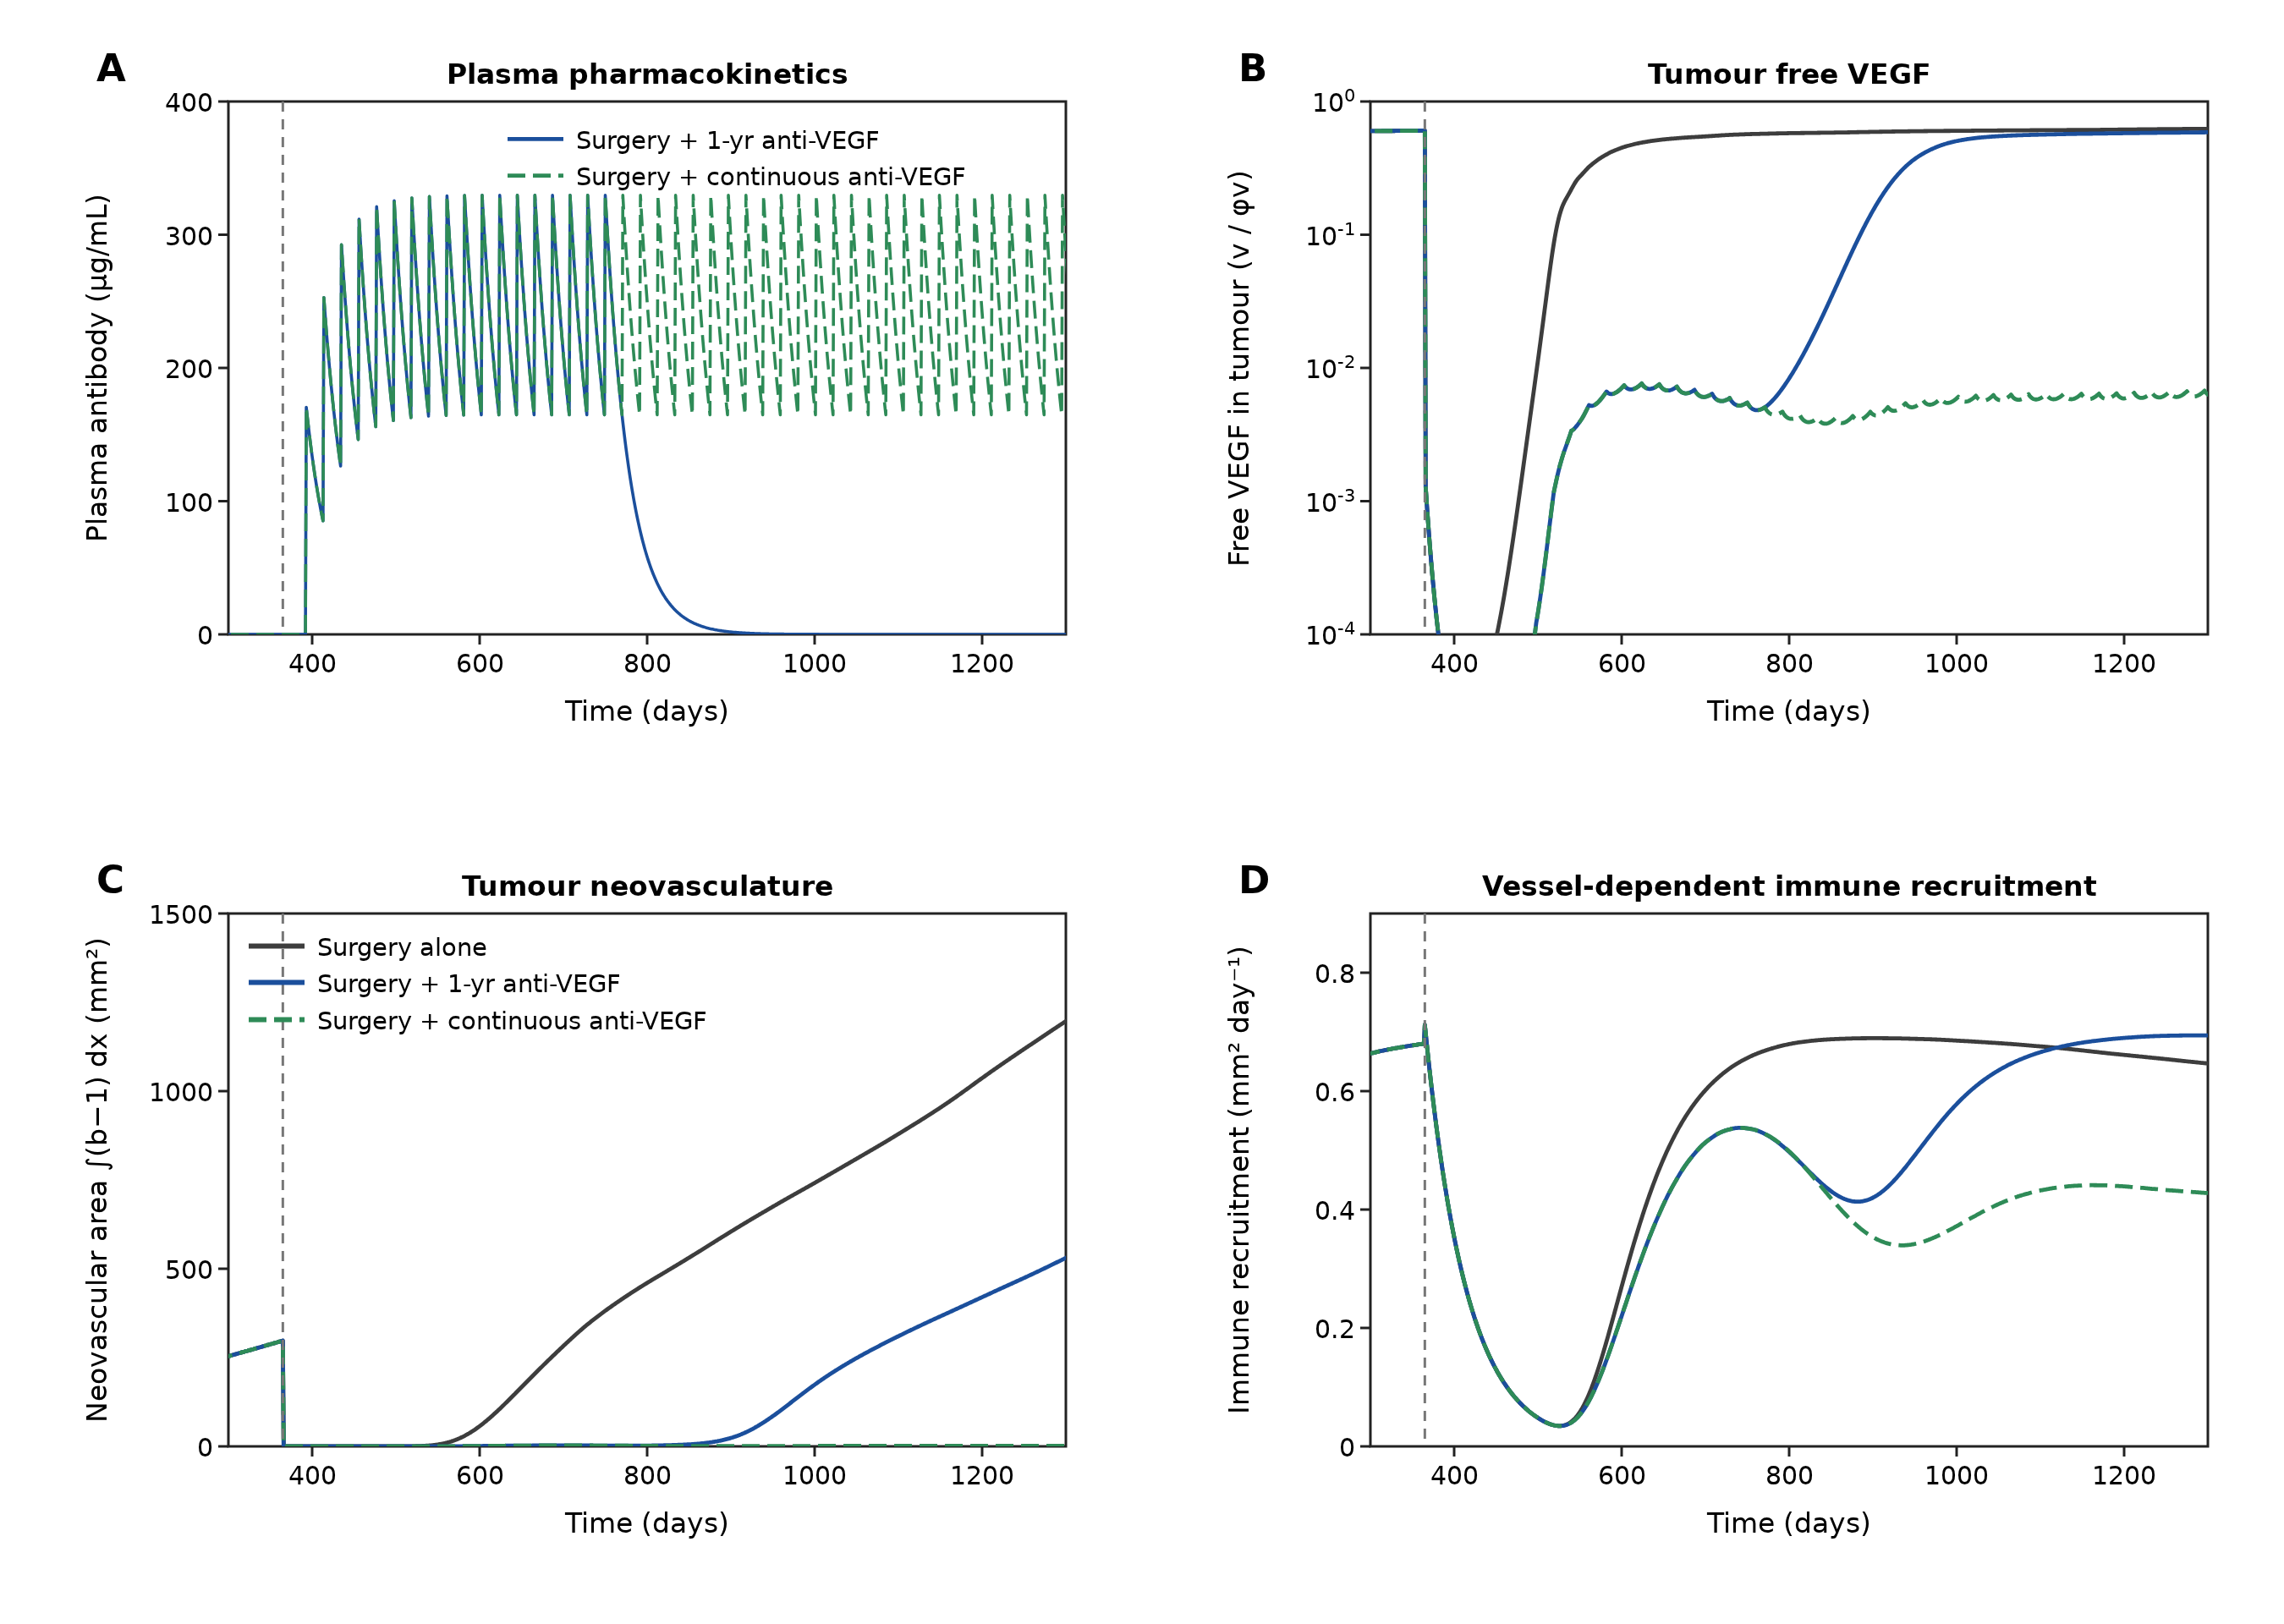 A
Plasma pharmacokinetics
Plasma antibody (µg/mL)
400
300
200
100
0
Surgery + 1-yr anti-VEGF
Surgery + continuous anti-VEGF
400 600 800 1000 1200
Time (days)
B
Tumour free VEGF
Free VEGF in tumour (v / φv)
10⁰
10⁻¹
10⁻²
10⁻³
10⁻⁴
400 600 800 1000 1200
Time (days)
C
Tumour neovasculature
Neovascular area ∫(b−1) dx (mm²)
1500
1000
500
0
Surgery alone
Surgery + 1-yr anti-VEGF
Surgery + continuous anti-VEGF
400 600 800 1000 1200
Time (days)
D
Vessel-dependent immune recruitment
Immune recruitment (mm² day⁻¹)
0.8
0.6
0.4
0.2
0
400 600 800 1000 1200
Time (days)